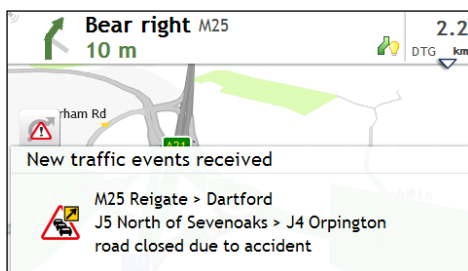 Bear right M25
10 m
2.2
DTG km
rham Rd
A21
New traffic events received
M25 Reigate > Dartford
J5 North of Sevenoaks > J4 Orpington
road closed due to accident